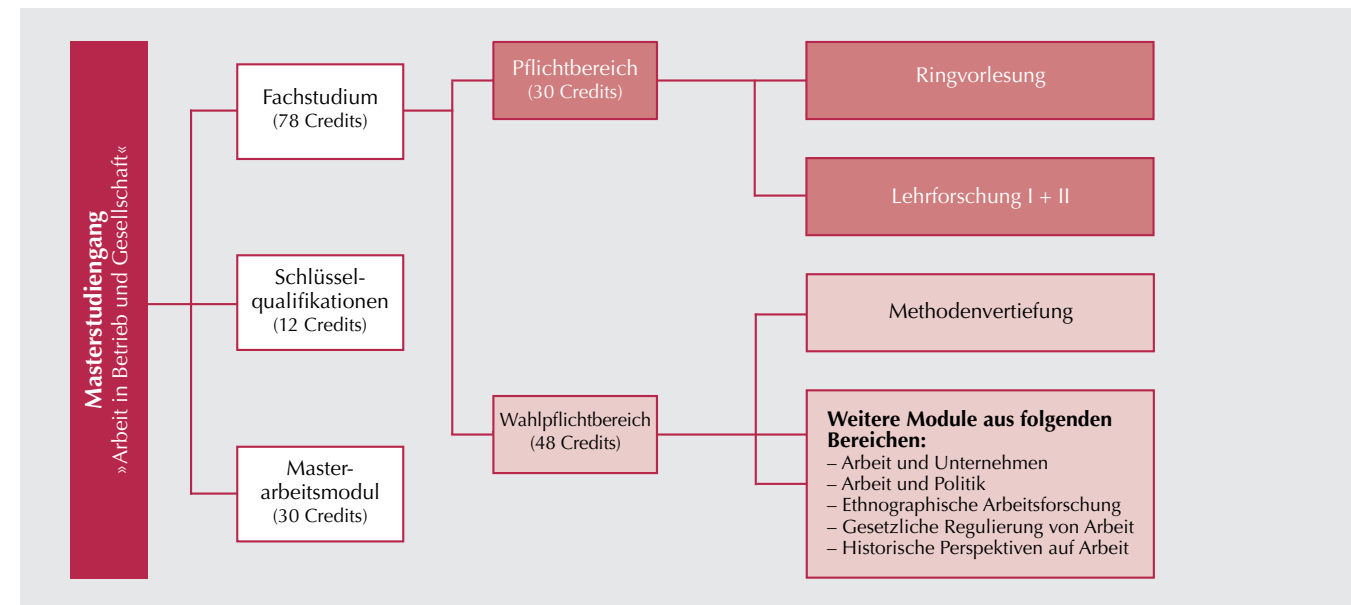 Masterstudiengang
»Arbeit in Betrieb und Gesellschaft«
Fachstudium
(78 Credits)
Schlüssel-
qualifikationen
(12 Credits)
Master-
arbeitsmodul
(30 Credits)
Pflichtbereich
(30 Credits)
Wahlpflichtbereich
(48 Credits)
Ringvorlesung
Lehrforschung I + II
Methodenvertiefung
Weitere Module aus folgenden
Bereichen:
– Arbeit und Unternehmen
– Arbeit und Politik
– Ethnographische Arbeitsforschung
– Gesetzliche Regulierung von Arbeit
– Historische Perspektiven auf Arbeit